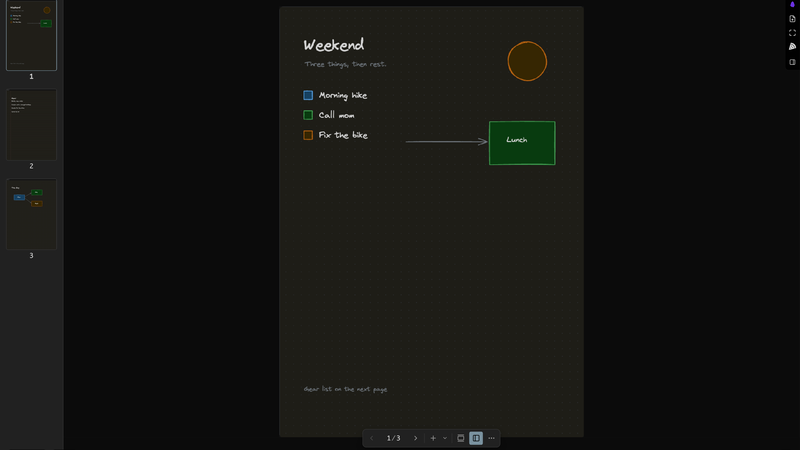 Weekend
Three things, then rest.
Morning hike
Call mom
Fix the bike
Lunch
gear list on the next page
1
2
3
1/3